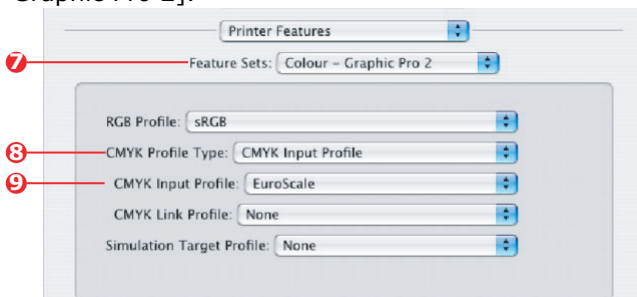 Graphic Pro 2].
Printer Features
7 Feature Sets: Colour – Graphic Pro 2
RGB Profile: sRGB
8 CMYK Profile Type: CMYK Input Profile
9 CMYK Input Profile: EuroScale
CMYK Link Profile: None
Simulation Target Profile: None